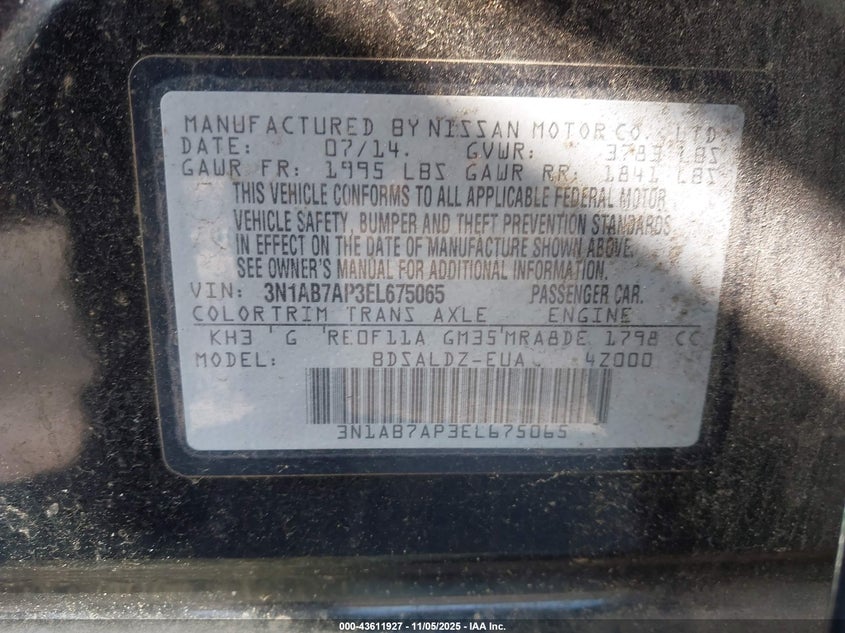 MANUFACTURED BY NISSAN MOTOR CO., LTD.
DATE: 07/14. GVWR: 3783 LBS
GAWR FR: 1995 LBS GAWR RR: 1841 LBS
THIS VEHICLE CONFORMS TO ALL APPLICABLE FEDERAL MOTOR
VEHICLE SAFETY, BUMPER AND THEFT PREVENTION STANDARDS
IN EFFECT ON THE DATE OF MANUFACTURE SHOWN ABOVE.
SEE OWNER'S MANUAL FOR ADDITIONAL INFORMATION.
VIN: 3N1AB7AP3EL675065 PASSENGER CAR.
COLOR TRIM TRANS AXLE ENGINE
KH3 G RE0F11A GM35 MRA8DE 1798 CC
MODEL: BDSALDZ-EUA 4Z000
3N1AB7AP3EL675065
000-43611927 | 11/05/2025 - IAA Inc.